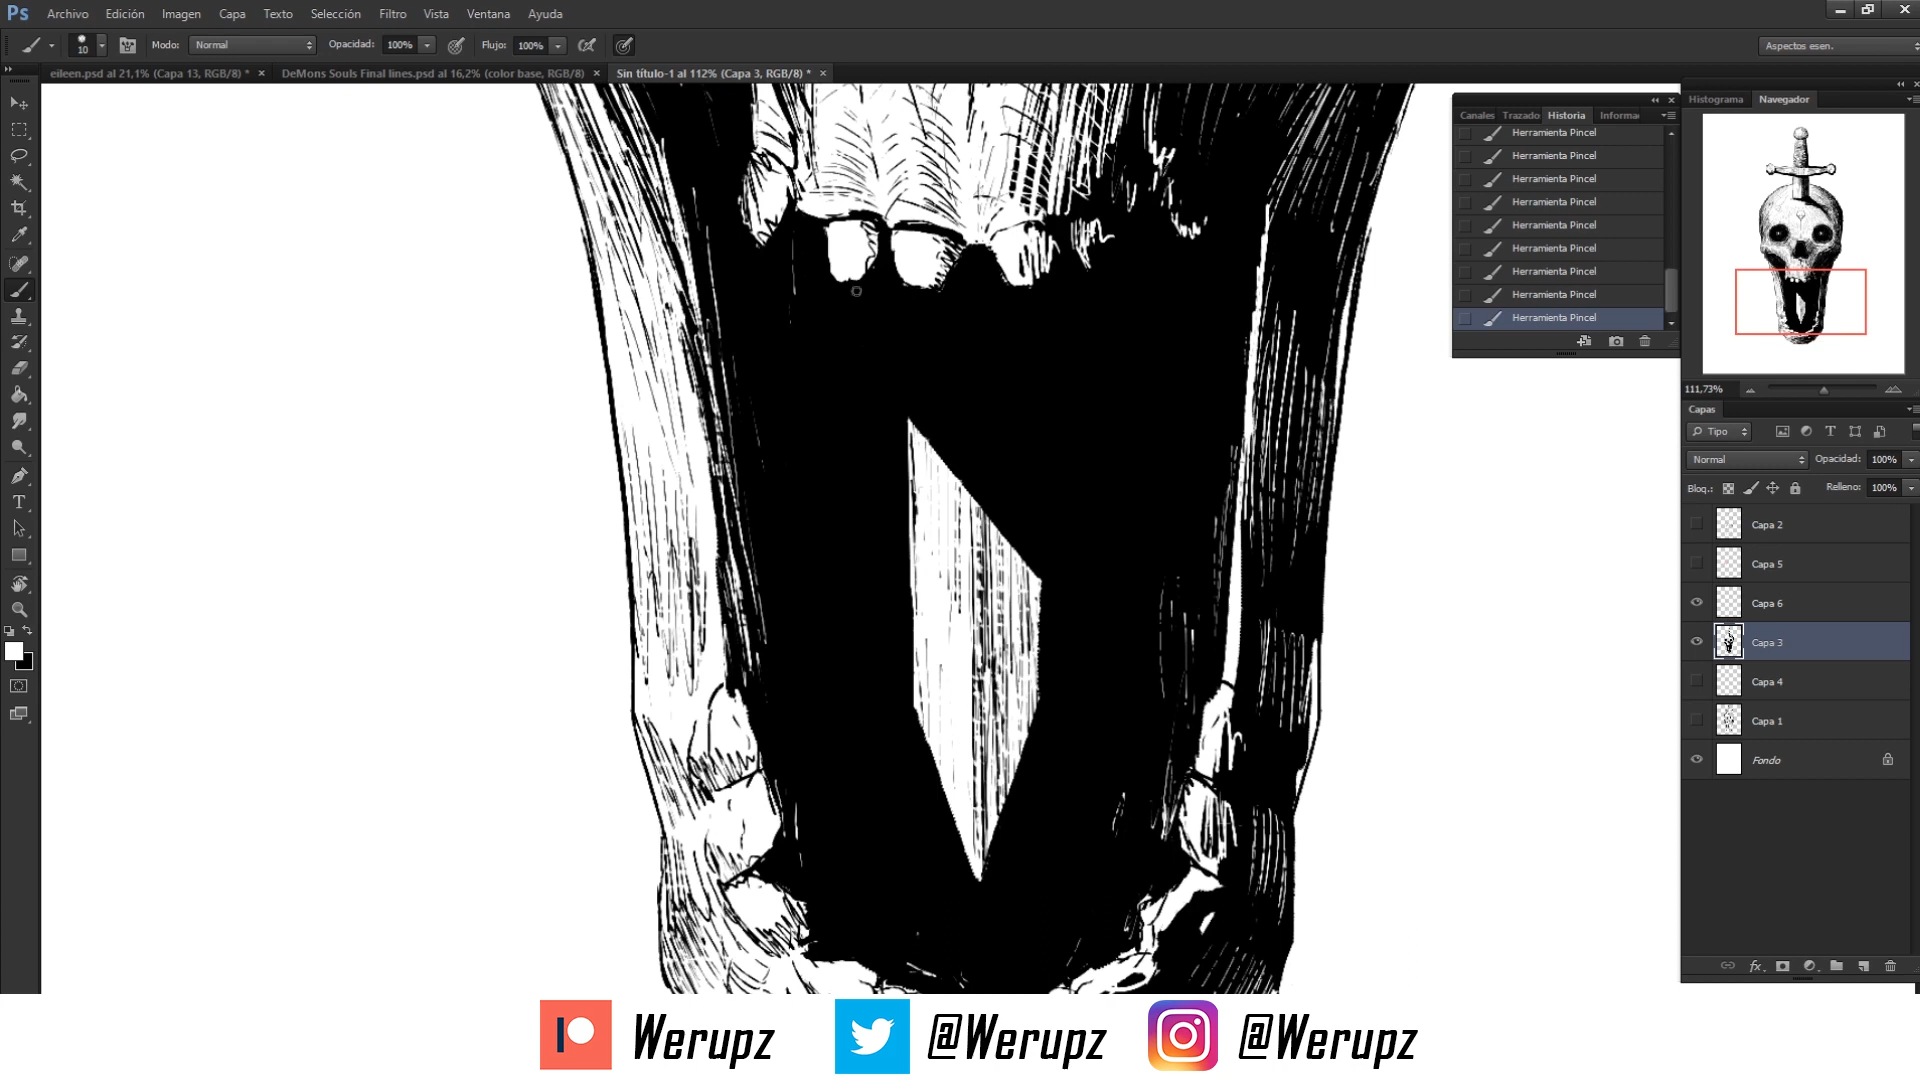 Ps Archivo Edición Imagen Capa Texto Selección Filtro Vista Ventana Ayuda
10 Modo: Normal Opacidad: 100% Flujo: 100% Aspectos esen.
eileen.psd al 21,1% (Capa 13, RGB/8) * × DeMons Souls Final lines.psd al 16,2% (color base, RGB/8) × Sin título-1 al 112% (Capa 3, RGB/8) * ×
Histograma Navegador
Canales Trazado Historia Informa
Herramienta Pincel
Herramienta Pincel
Herramienta Pincel
Herramienta Pincel
Herramienta Pincel
Herramienta Pincel
Herramienta Pincel
Herramienta Pincel
Herramienta Pincel
111,73%
Capas
Tipo
Normal Opacidad: 100%
Bloq.: Relleno: 100%
Capa 2
Capa 5
Capa 6
Capa 3
Capa 4
Capa 1
Fondo
fx
Werupz @Werupz @Werupz